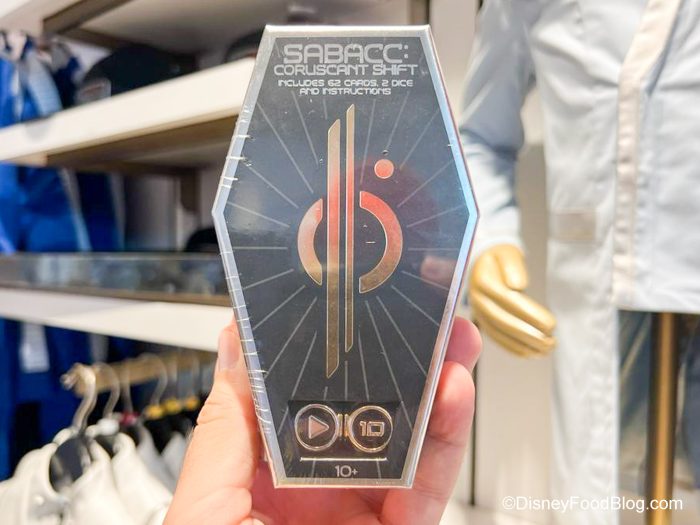 SABACC:
CORUSCANT SHIFT
INCLUDES 62 CARDS, 2 DICE
AND INSTRUCTIONS
10
10+
©DisneyFoodBlog.com